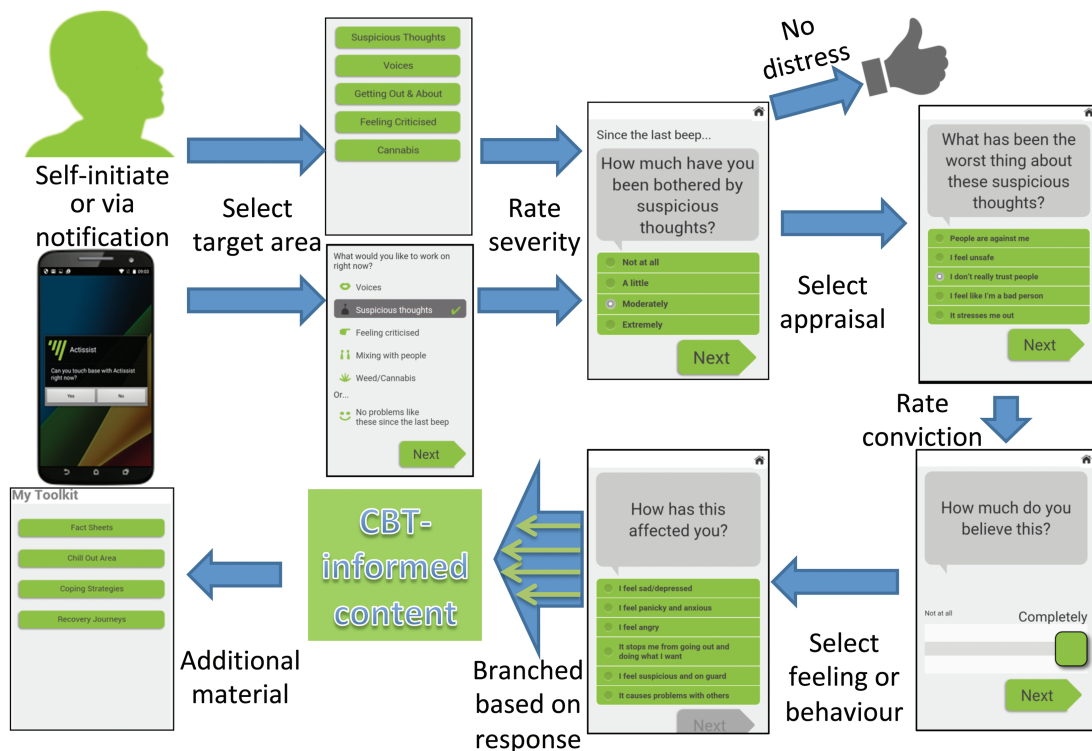 Self-initiate
or via
notification
09:03
Actissist
Can you touch base with Actissist
right now?
Yes
No
Select
target area
Suspicious Thoughts
Voices
Getting Out & About
Feeling Criticised
Cannabis
What would you like to work on
right now?
Voices
Suspicious thoughts
Feeling criticised
Mixing with people
Weed/Cannabis
Or...
No problems like
these since the last beep
Next
Rate
severity
Since the last beep...
How much have you
been bothered by
suspicious
thoughts?
Not at all
A little
Moderately
Extremely
Next
No
distress
Select
appraisal
What has been the
worst thing about
these suspicious
thoughts?
People are against me
I feel unsafe
I don't really trust people
I feel like I'm a bad person
It stresses me out
Next
Rate
conviction
How much do you
believe this?
Not at all
Completely
Next
Select
feeling or
behaviour
How has this
affected you?
I feel sad/depressed
I feel panicky and anxious
I feel angry
It stops me from going out and
doing what I want
I feel suspicious and on guard
It causes problems with others
Next
Branched
based on
response
CBT-
informed
content
Additional
material
My Toolkit
Fact Sheets
Chill Out Area
Coping Strategies
Recovery Journeys